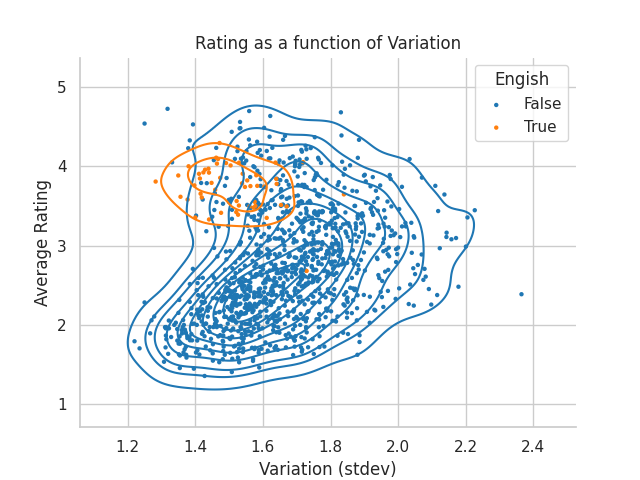 Rating as a function of Variation
Engish
False
True
Average Rating
5
4
3
2
1
1.2 1.4 1.6 1.8 2.0 2.2 2.4
Variation (stdev)